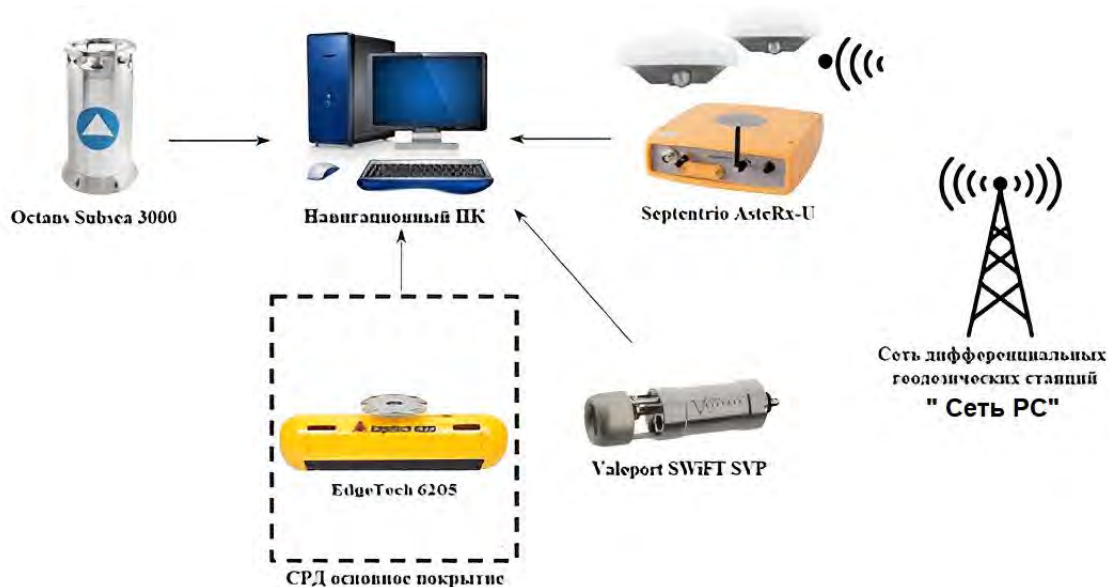 Octans Subsea 3000
Навигационный ПК
Septentrio AsteRx-U
Сеть дифференциальных
геодезических станций
" Сеть РС"
EdgeTech 6205
Valeport SWiFT SVP
СРД основное покрытие